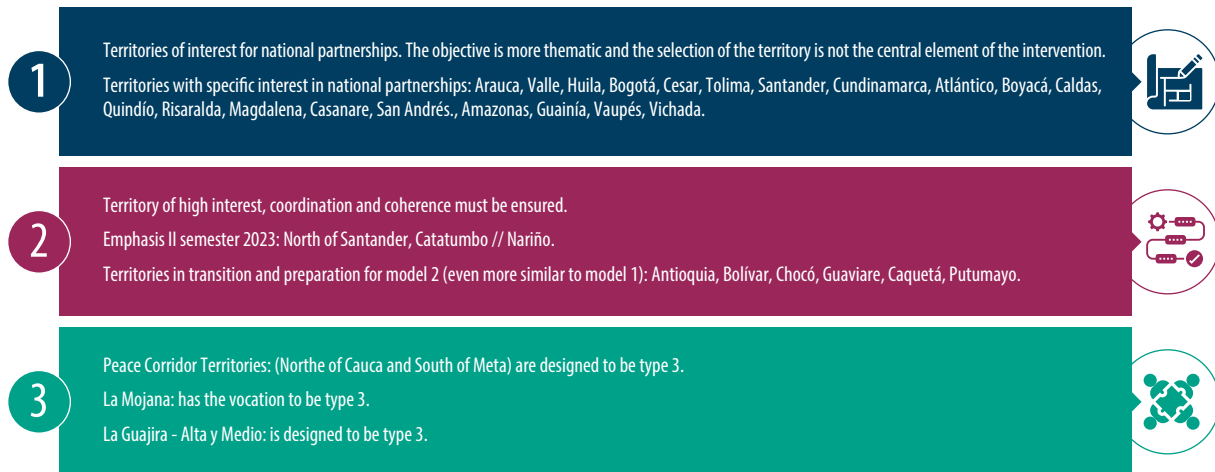 1
Territories of interest for national partnerships. The objective is more thematic and the selection of the territory is not the central element of the intervention.
Territories with specific interest in national partnerships: Arauca, Valle, Huila, Bogotá, Cesar, Tolima, Santander, Cundinamarca, Atlántico, Boyacá, Caldas,
Quindío, Risaralda, Magdalena, Casanare, San Andrés., Amazonas, Guainía, Vaupés, Vichada.
2
Territory of high interest, coordination and coherence must be ensured.
Emphasis II semester 2023: North of Santander, Catatumbo // Nariño.
Territories in transition and preparation for model 2 (even more similar to model 1): Antioquia, Bolívar, Chocó, Guaviare, Caquetá, Putumayo.
3
Peace Corridor Territories: (Northe of Cauca and South of Meta) are designed to be type 3.
La Mojana: has the vocation to be type 3.
La Guajira - Alta y Medio: is designed to be type 3.